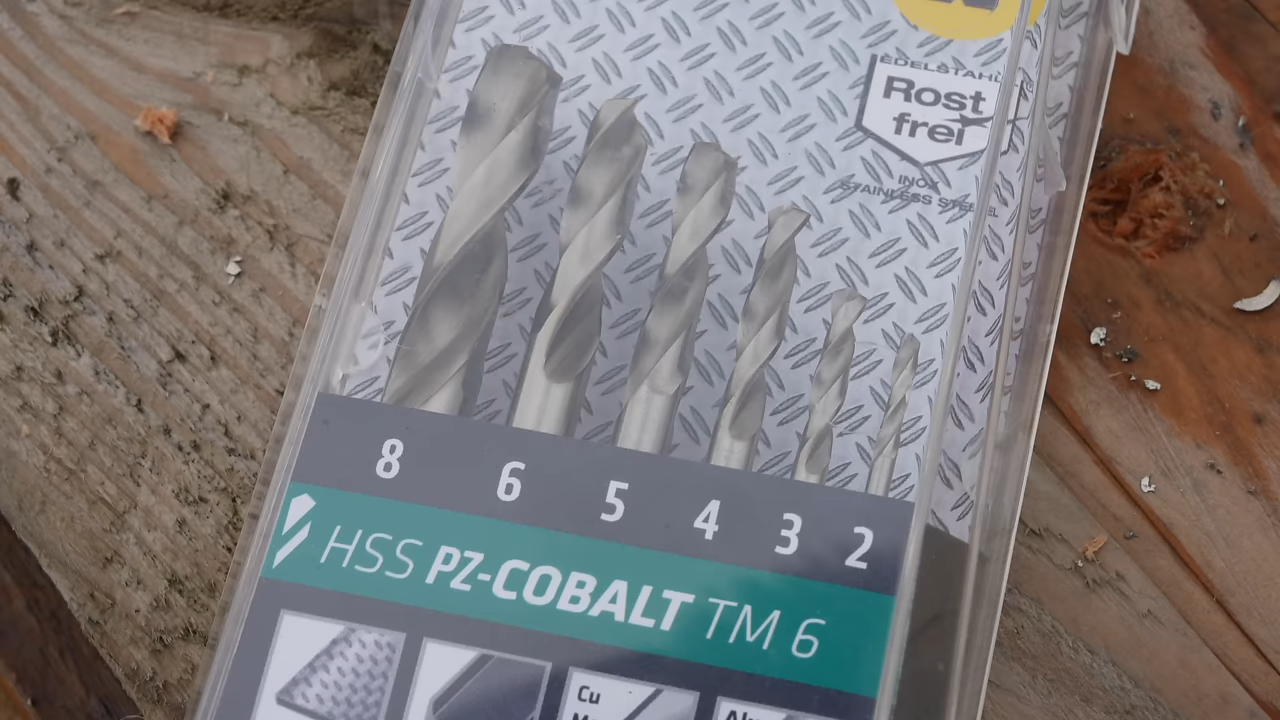 EDELSTAHL
Rost
frei
INOX
STAINLESS STEEL
8 6 5 4 3 2
HSS PZ-COBALT TM 6
Cu